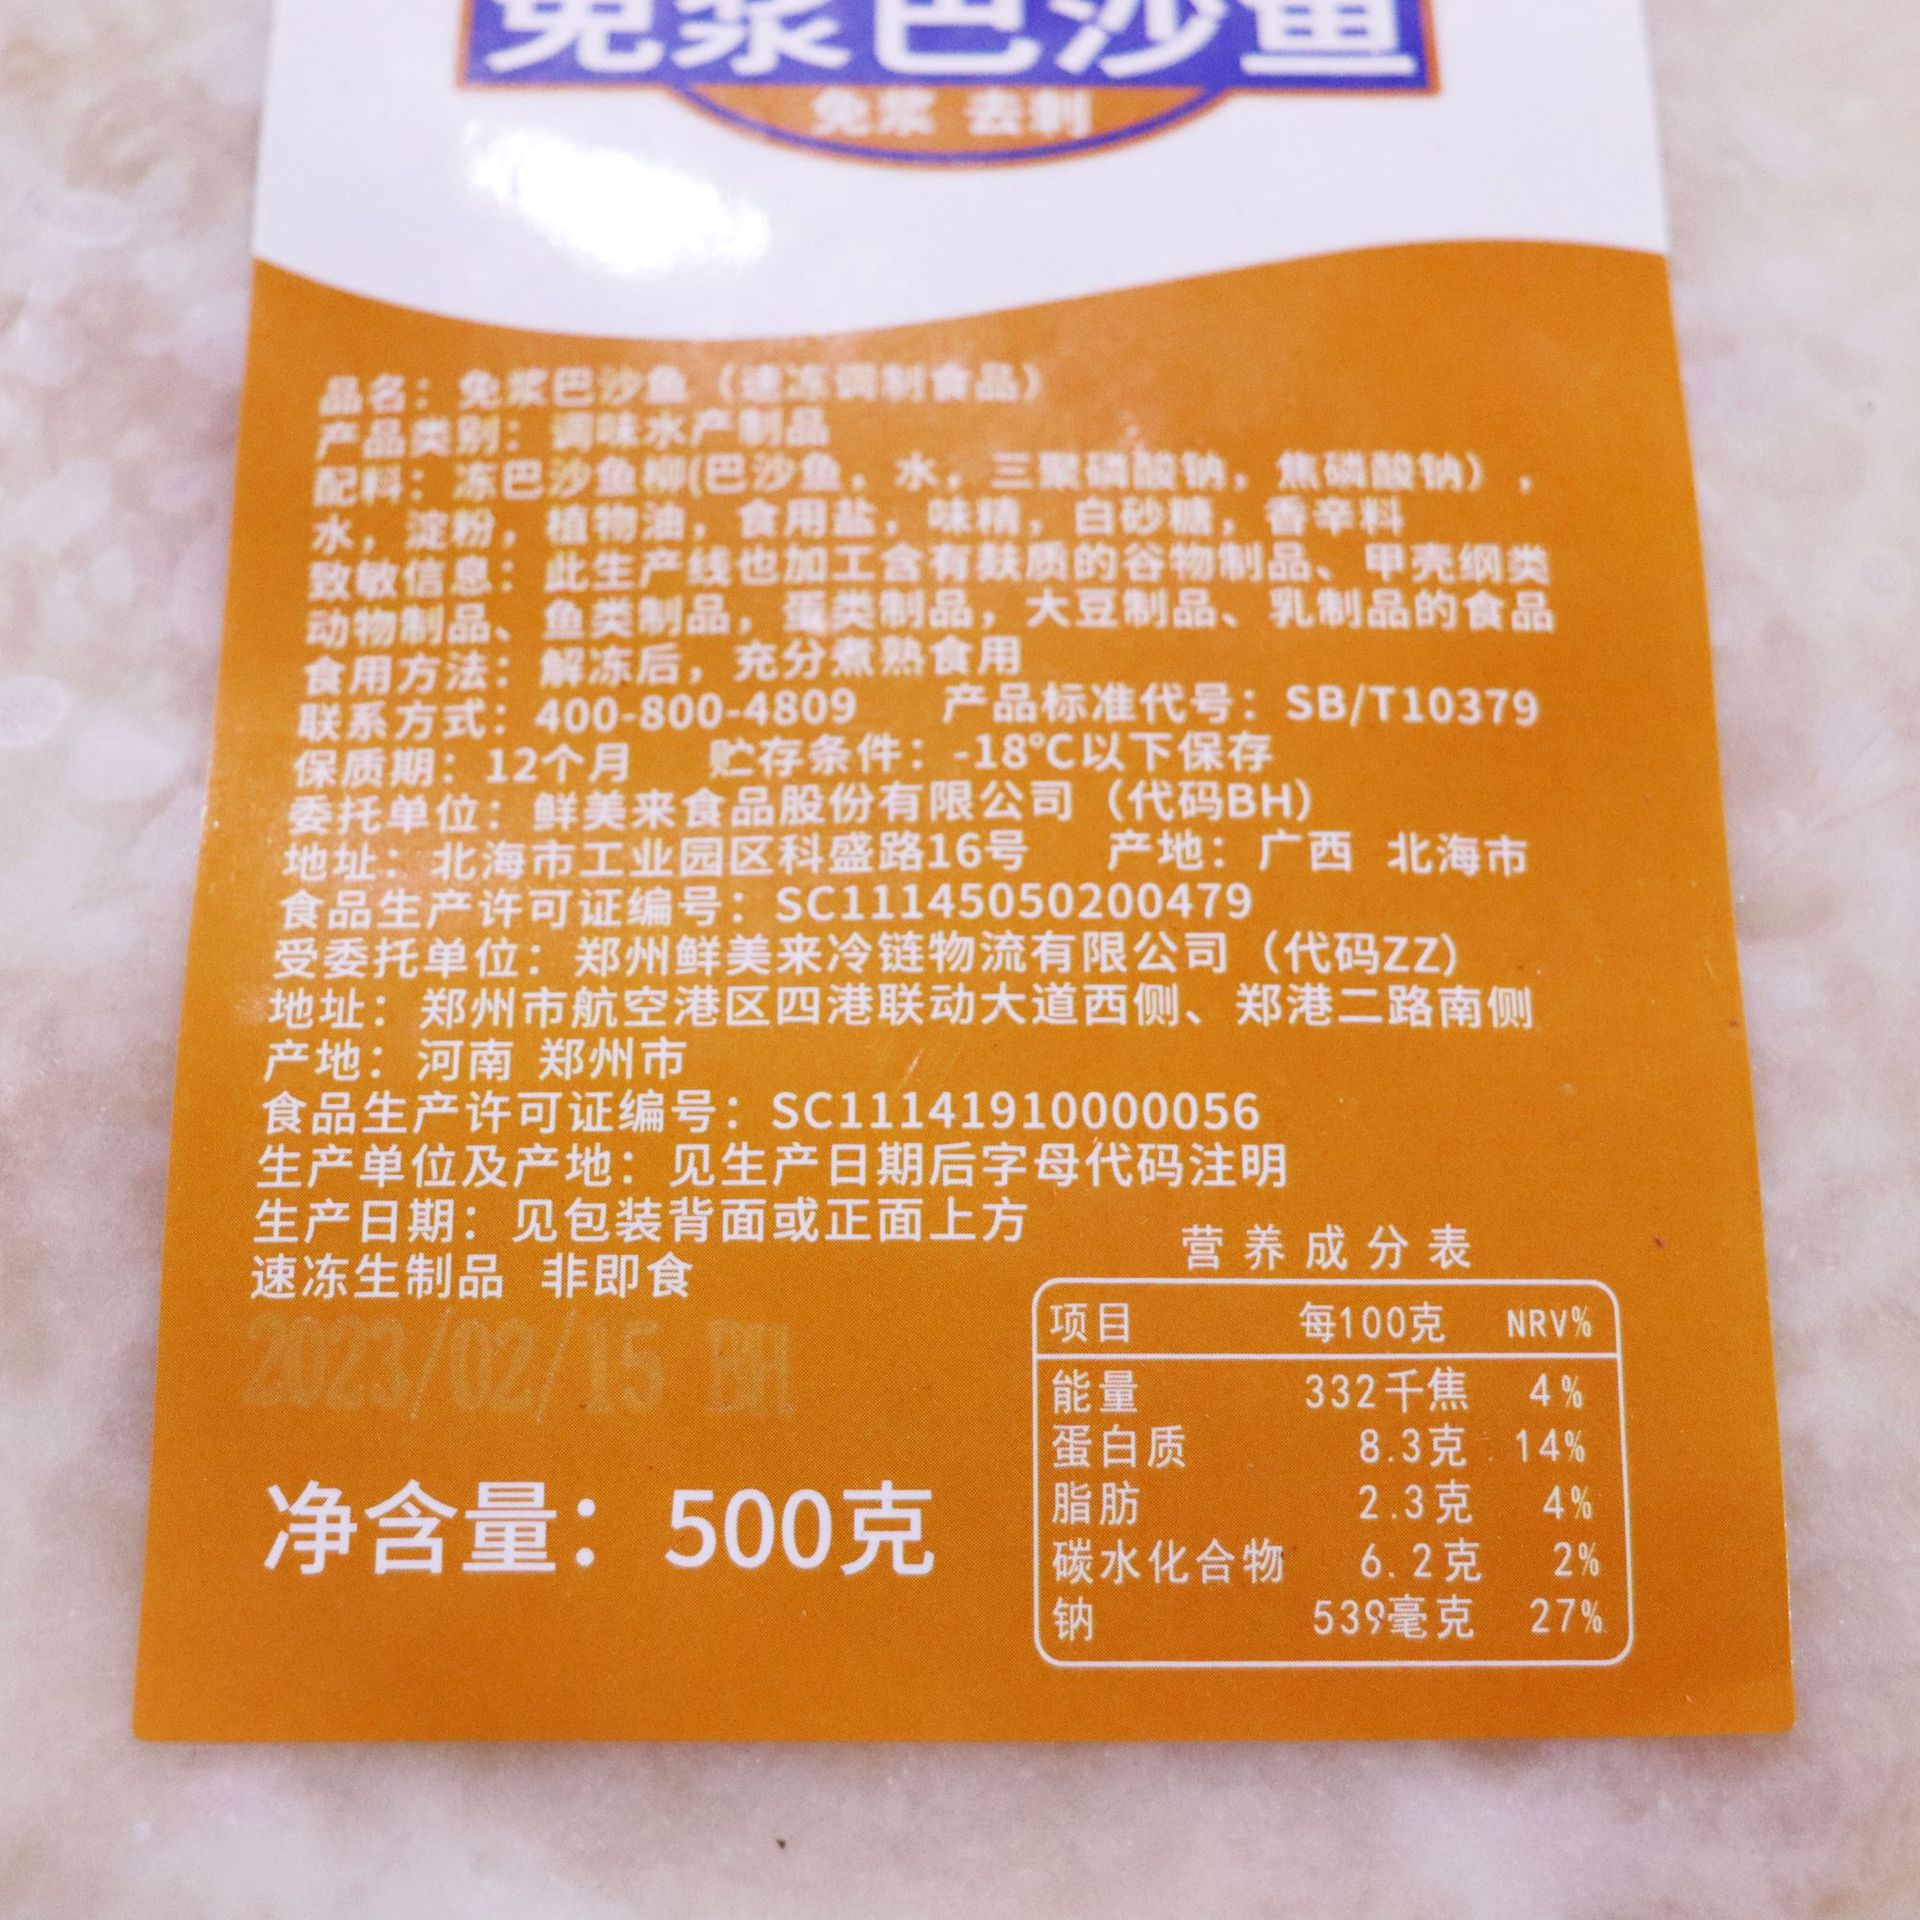 免浆巴沙鱼
免浆 去刺
品名：免浆巴沙鱼（速冻调制食品）
产品类别：调味水产制品
配料：冻巴沙鱼柳(巴沙鱼，水，三聚磷酸钠，焦磷酸钠），
水，淀粉，植物油，食用盐，味精，白砂糖，香辛料
致敏信息：此生产线也加工含有麸质的谷物制品、甲壳纲类
动物制品、鱼类制品，蛋类制品，大豆制品、乳制品的食品
食用方法：解冻后，充分煮熟食用
联系方式：400-800-4809 产品标准代号：SB/T10379
保质期：12个月 贮存条件：-18℃以下保存
委托单位：鲜美来食品股份有限公司（代码BH）
地址：北海市工业园区科盛路16号 产地：广西 北海市
食品生产许可证编号：SC11145050200479
受委托单位：郑州鲜美来冷链物流有限公司（代码ZZ）
地址：郑州市航空港区四港联动大道西侧、郑港二路南侧
产地：河南 郑州市
食品生产许可证编号：SC11141910000056
生产单位及产地：见生产日期后字母代码注明
生产日期：见包装背面或正面上方
速冻生制品 非即食
2023/02/15 BH
净含量：500克
营养成分表
项目 每100克 NRV%
能量 332千焦 4%
蛋白质 8.3克 14%
脂肪 2.3克 4%
碳水化合物 6.2克 2%
钠 539毫克 27%